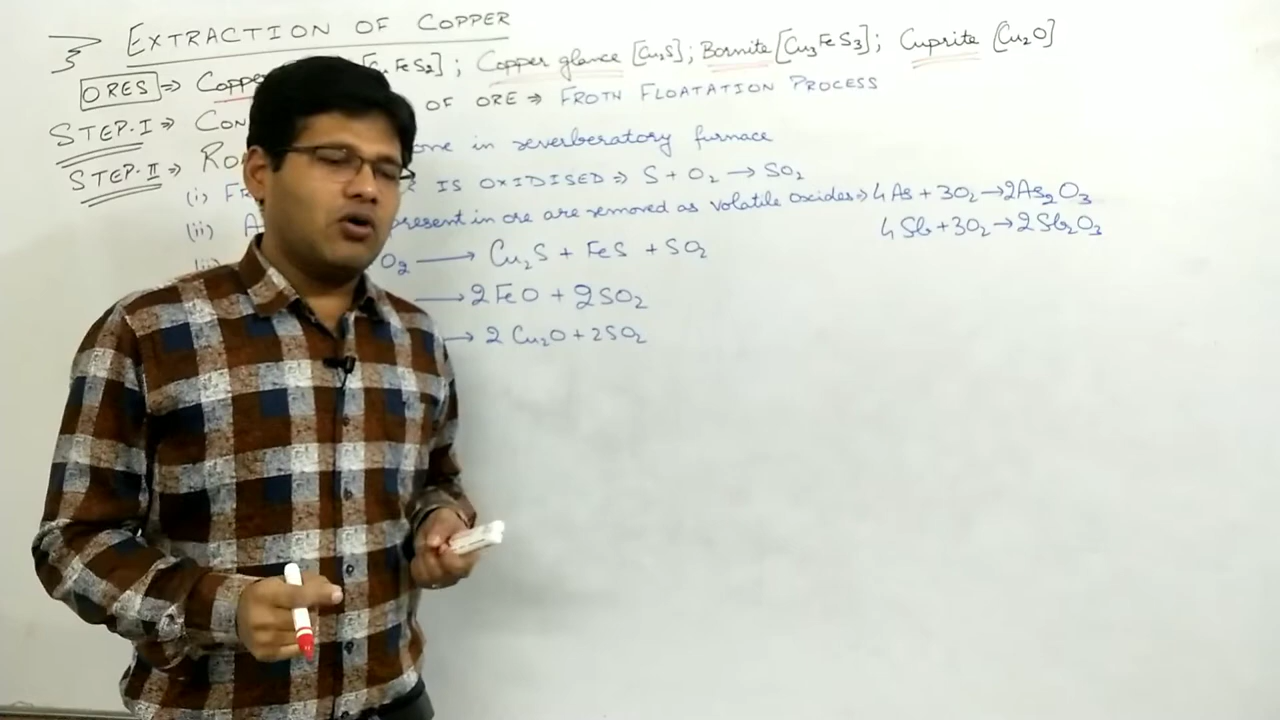 EXTRACTION OF COPPER
ORES ⇒ Copper FeS₂] ; Copper glance [Cu₂S] ; Bornite [Cu₃FeS₃] ; Cuprite [Cu₂O]
STEP-I ⇒ CON OF ORE ⇒ FROTH FLOATATION PROCESS
STEP-II ⇒ Ro one in reverberatory furnace
(i) FR IS OXIDISED ⇒ S + O₂ → SO₂
(ii) A present in ore are removed as volatile oxides ⇒ 4As + 3O₂ → 2As₂O₃
4Sb + 3O₂ → 2Sb₂O₃
O₂ → Cu₂S + FeS + SO₂
→ 2FeO + 2SO₂
→ 2Cu₂O + 2SO₂